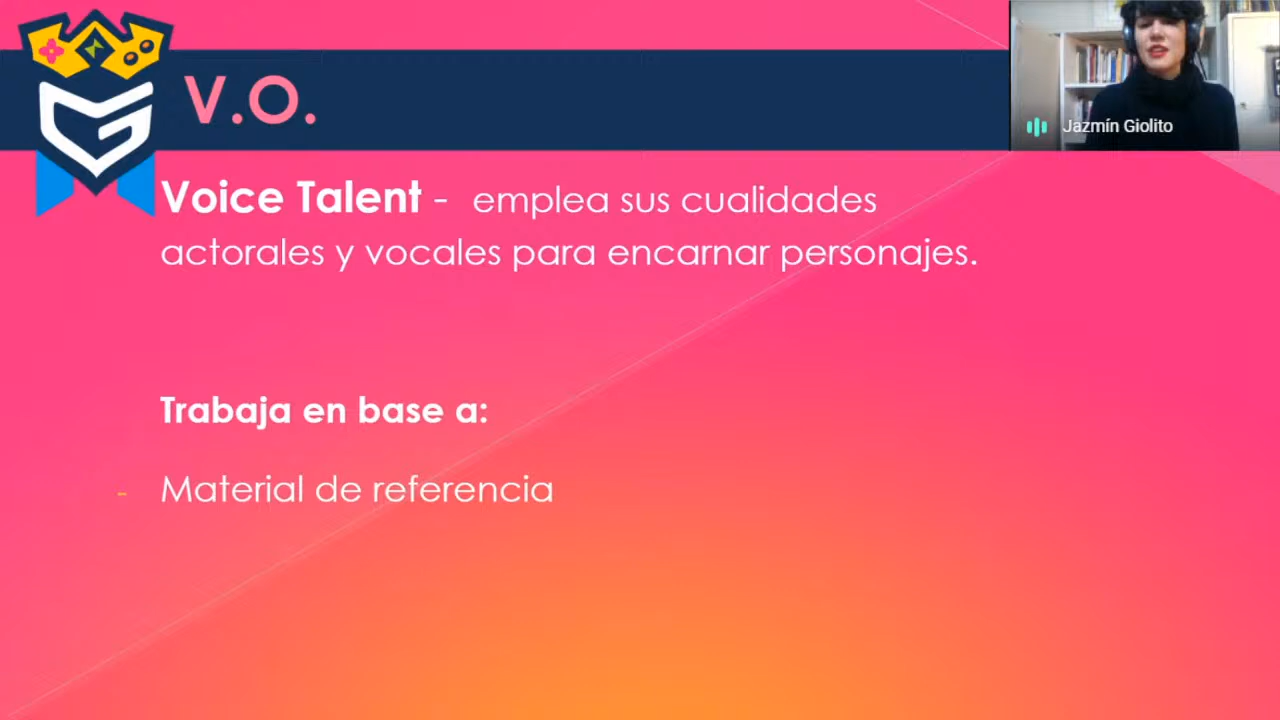 V.O.
Jazmín Giolito
Voice Talent - emplea sus cualidades
actorales y vocales para encarnar personajes.
Trabaja en base a:
- Material de referencia